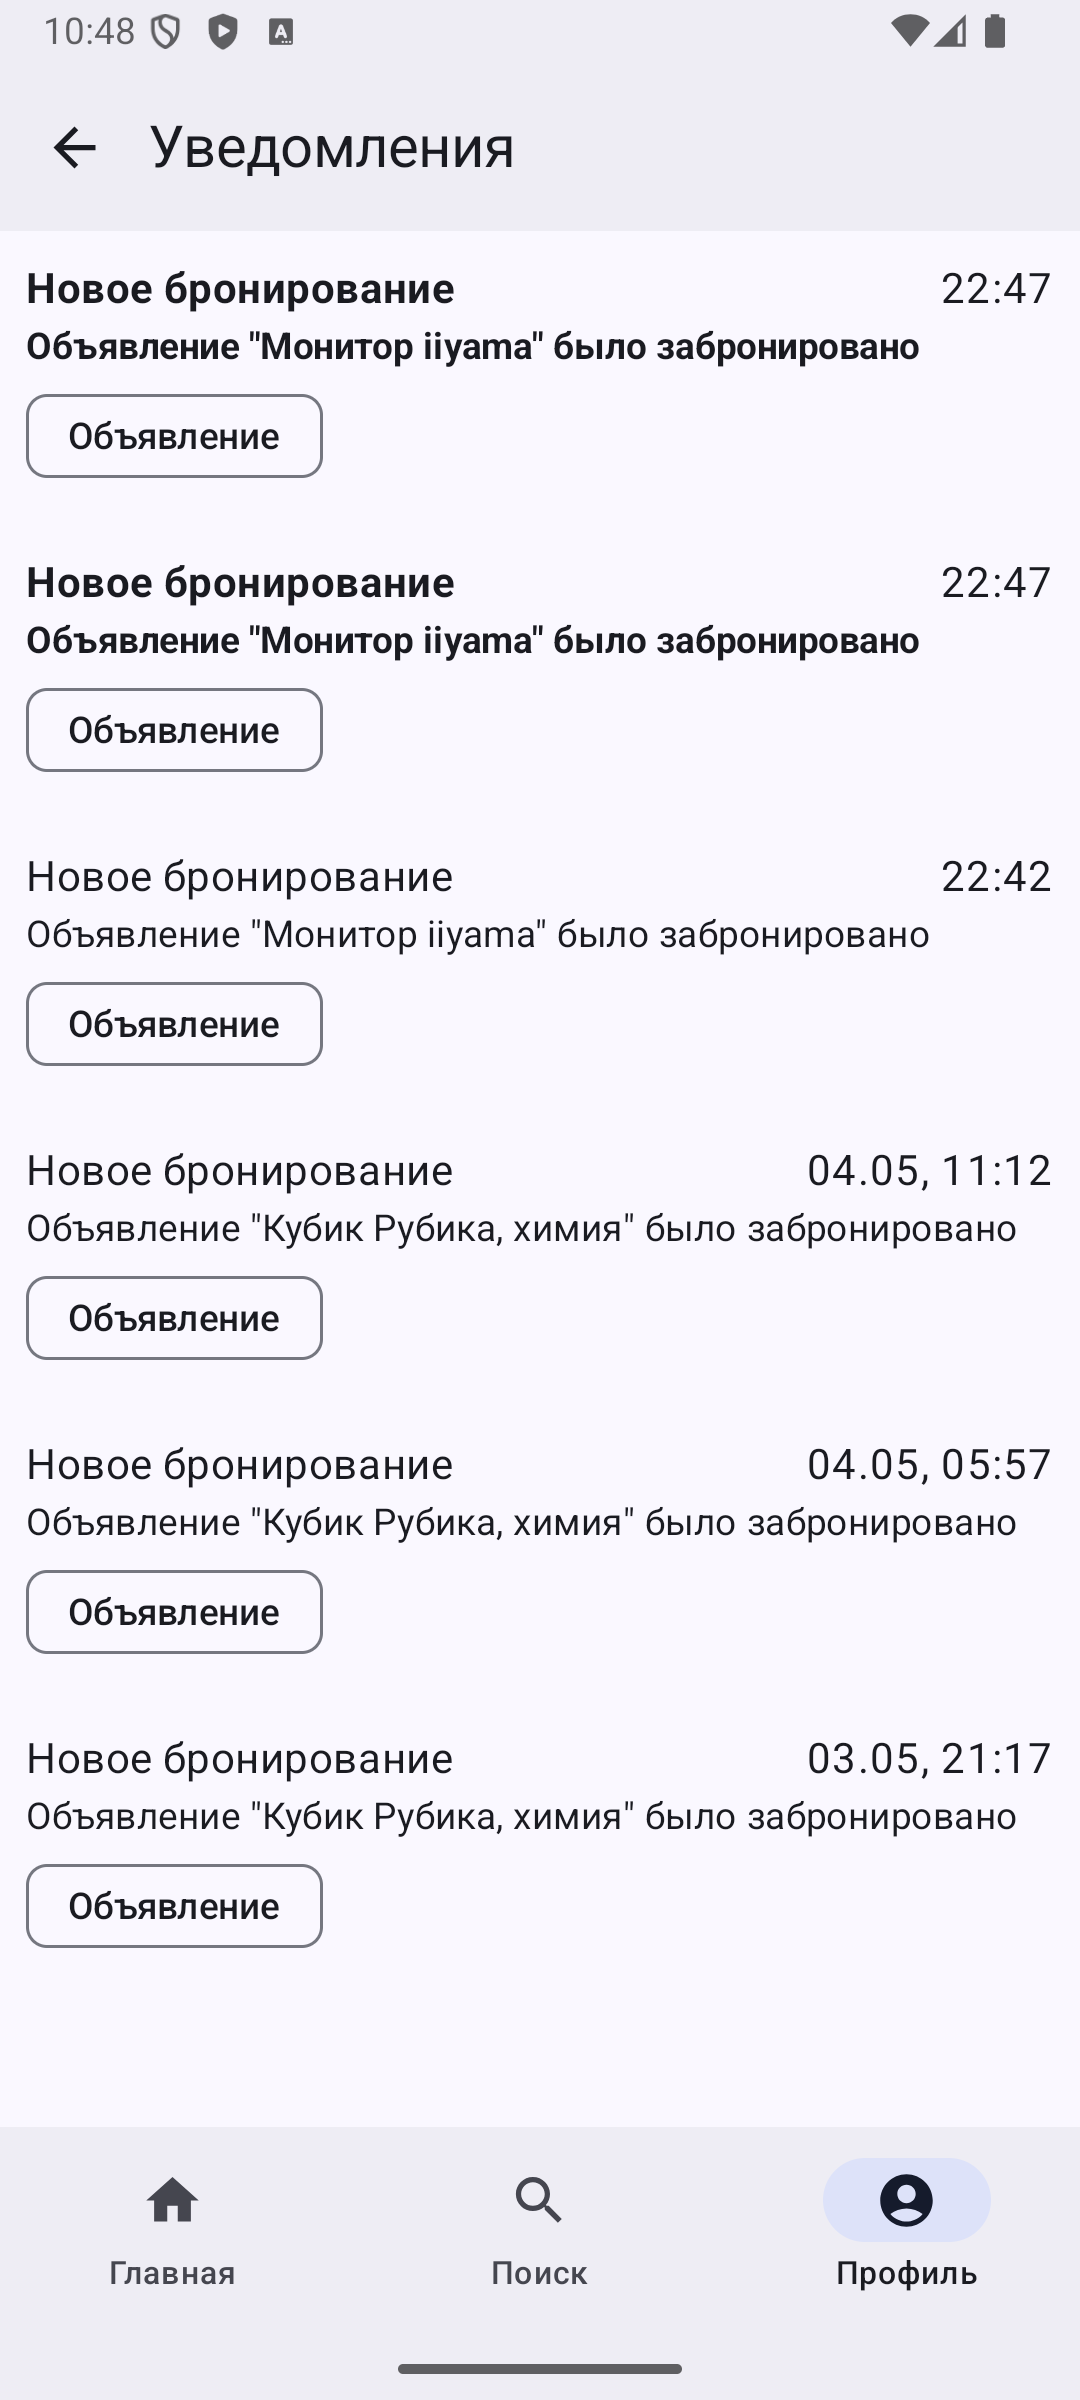 10:48
Уведомления
Новое бронирование 22:47
Объявление "Монитор iiyama" было забронировано
Объявление
Новое бронирование 22:47
Объявление "Монитор iiyama" было забронировано
Объявление
Новое бронирование 22:42
Объявление "Монитор iiyama" было забронировано
Объявление
Новое бронирование 04.05, 11:12
Объявление "Кубик Рубика, химия" было забронировано
Объявление
Новое бронирование 04.05, 05:57
Объявление "Кубик Рубика, химия" было забронировано
Объявление
Новое бронирование 03.05, 21:17
Объявление "Кубик Рубика, химия" было забронировано
Объявление
Главная Поиск Профиль